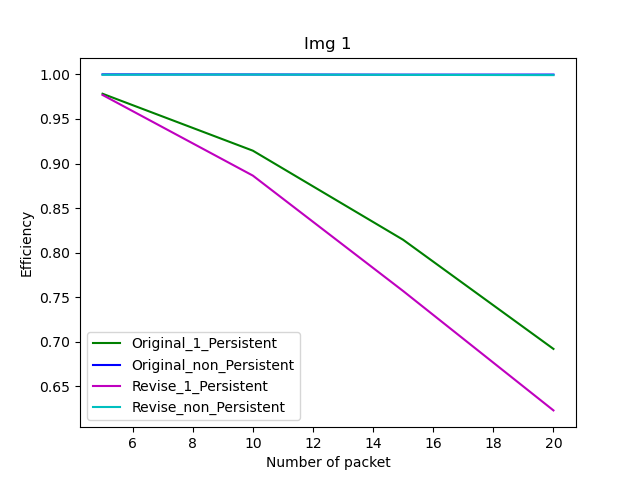 Img 1
1.00
0.95
0.90
0.85
0.80
0.75
0.70
0.65
Efficiency
Original_1_Persistent
Original_non_Persistent
Revise_1_Persistent
Revise_non_Persistent
6 8 10 12 14 16 18 20
Number of packet